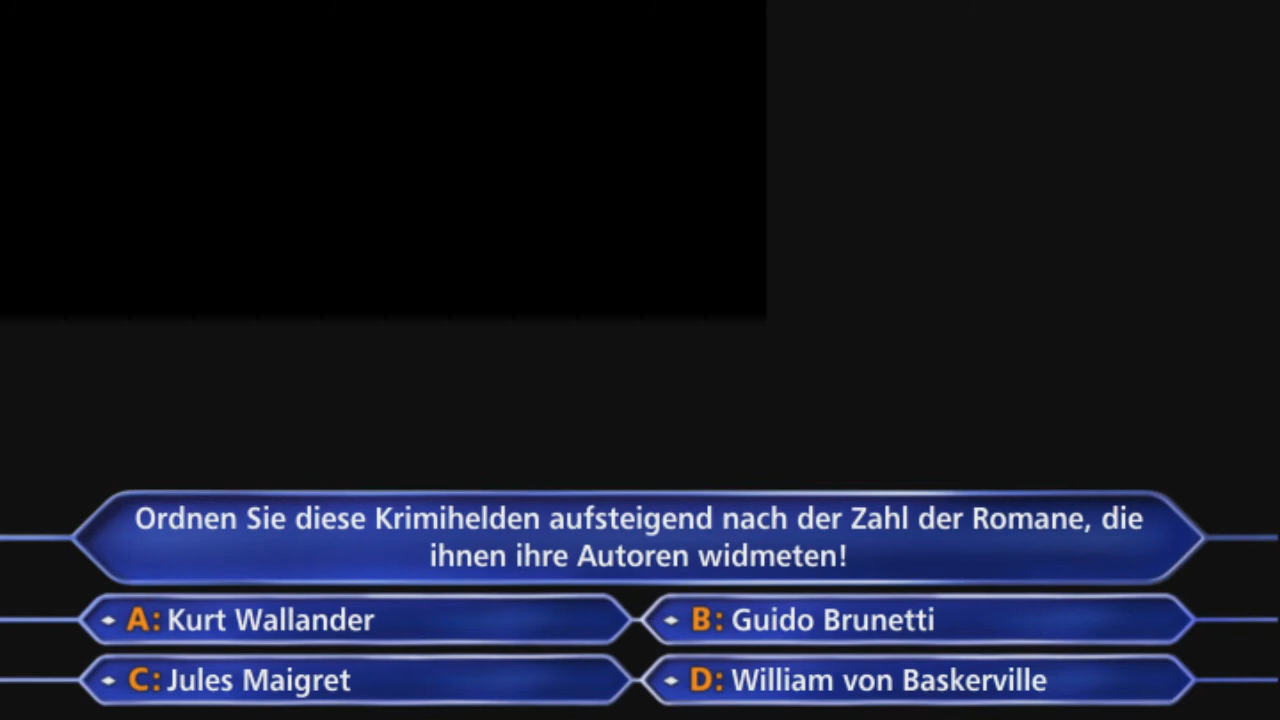 Ordnen Sie diese Krimihelden aufsteigend nach der Zahl der Romane, die
ihnen ihre Autoren widmeten!
A: Kurt Wallander
B: Guido Brunetti
C: Jules Maigret
D: William von Baskerville